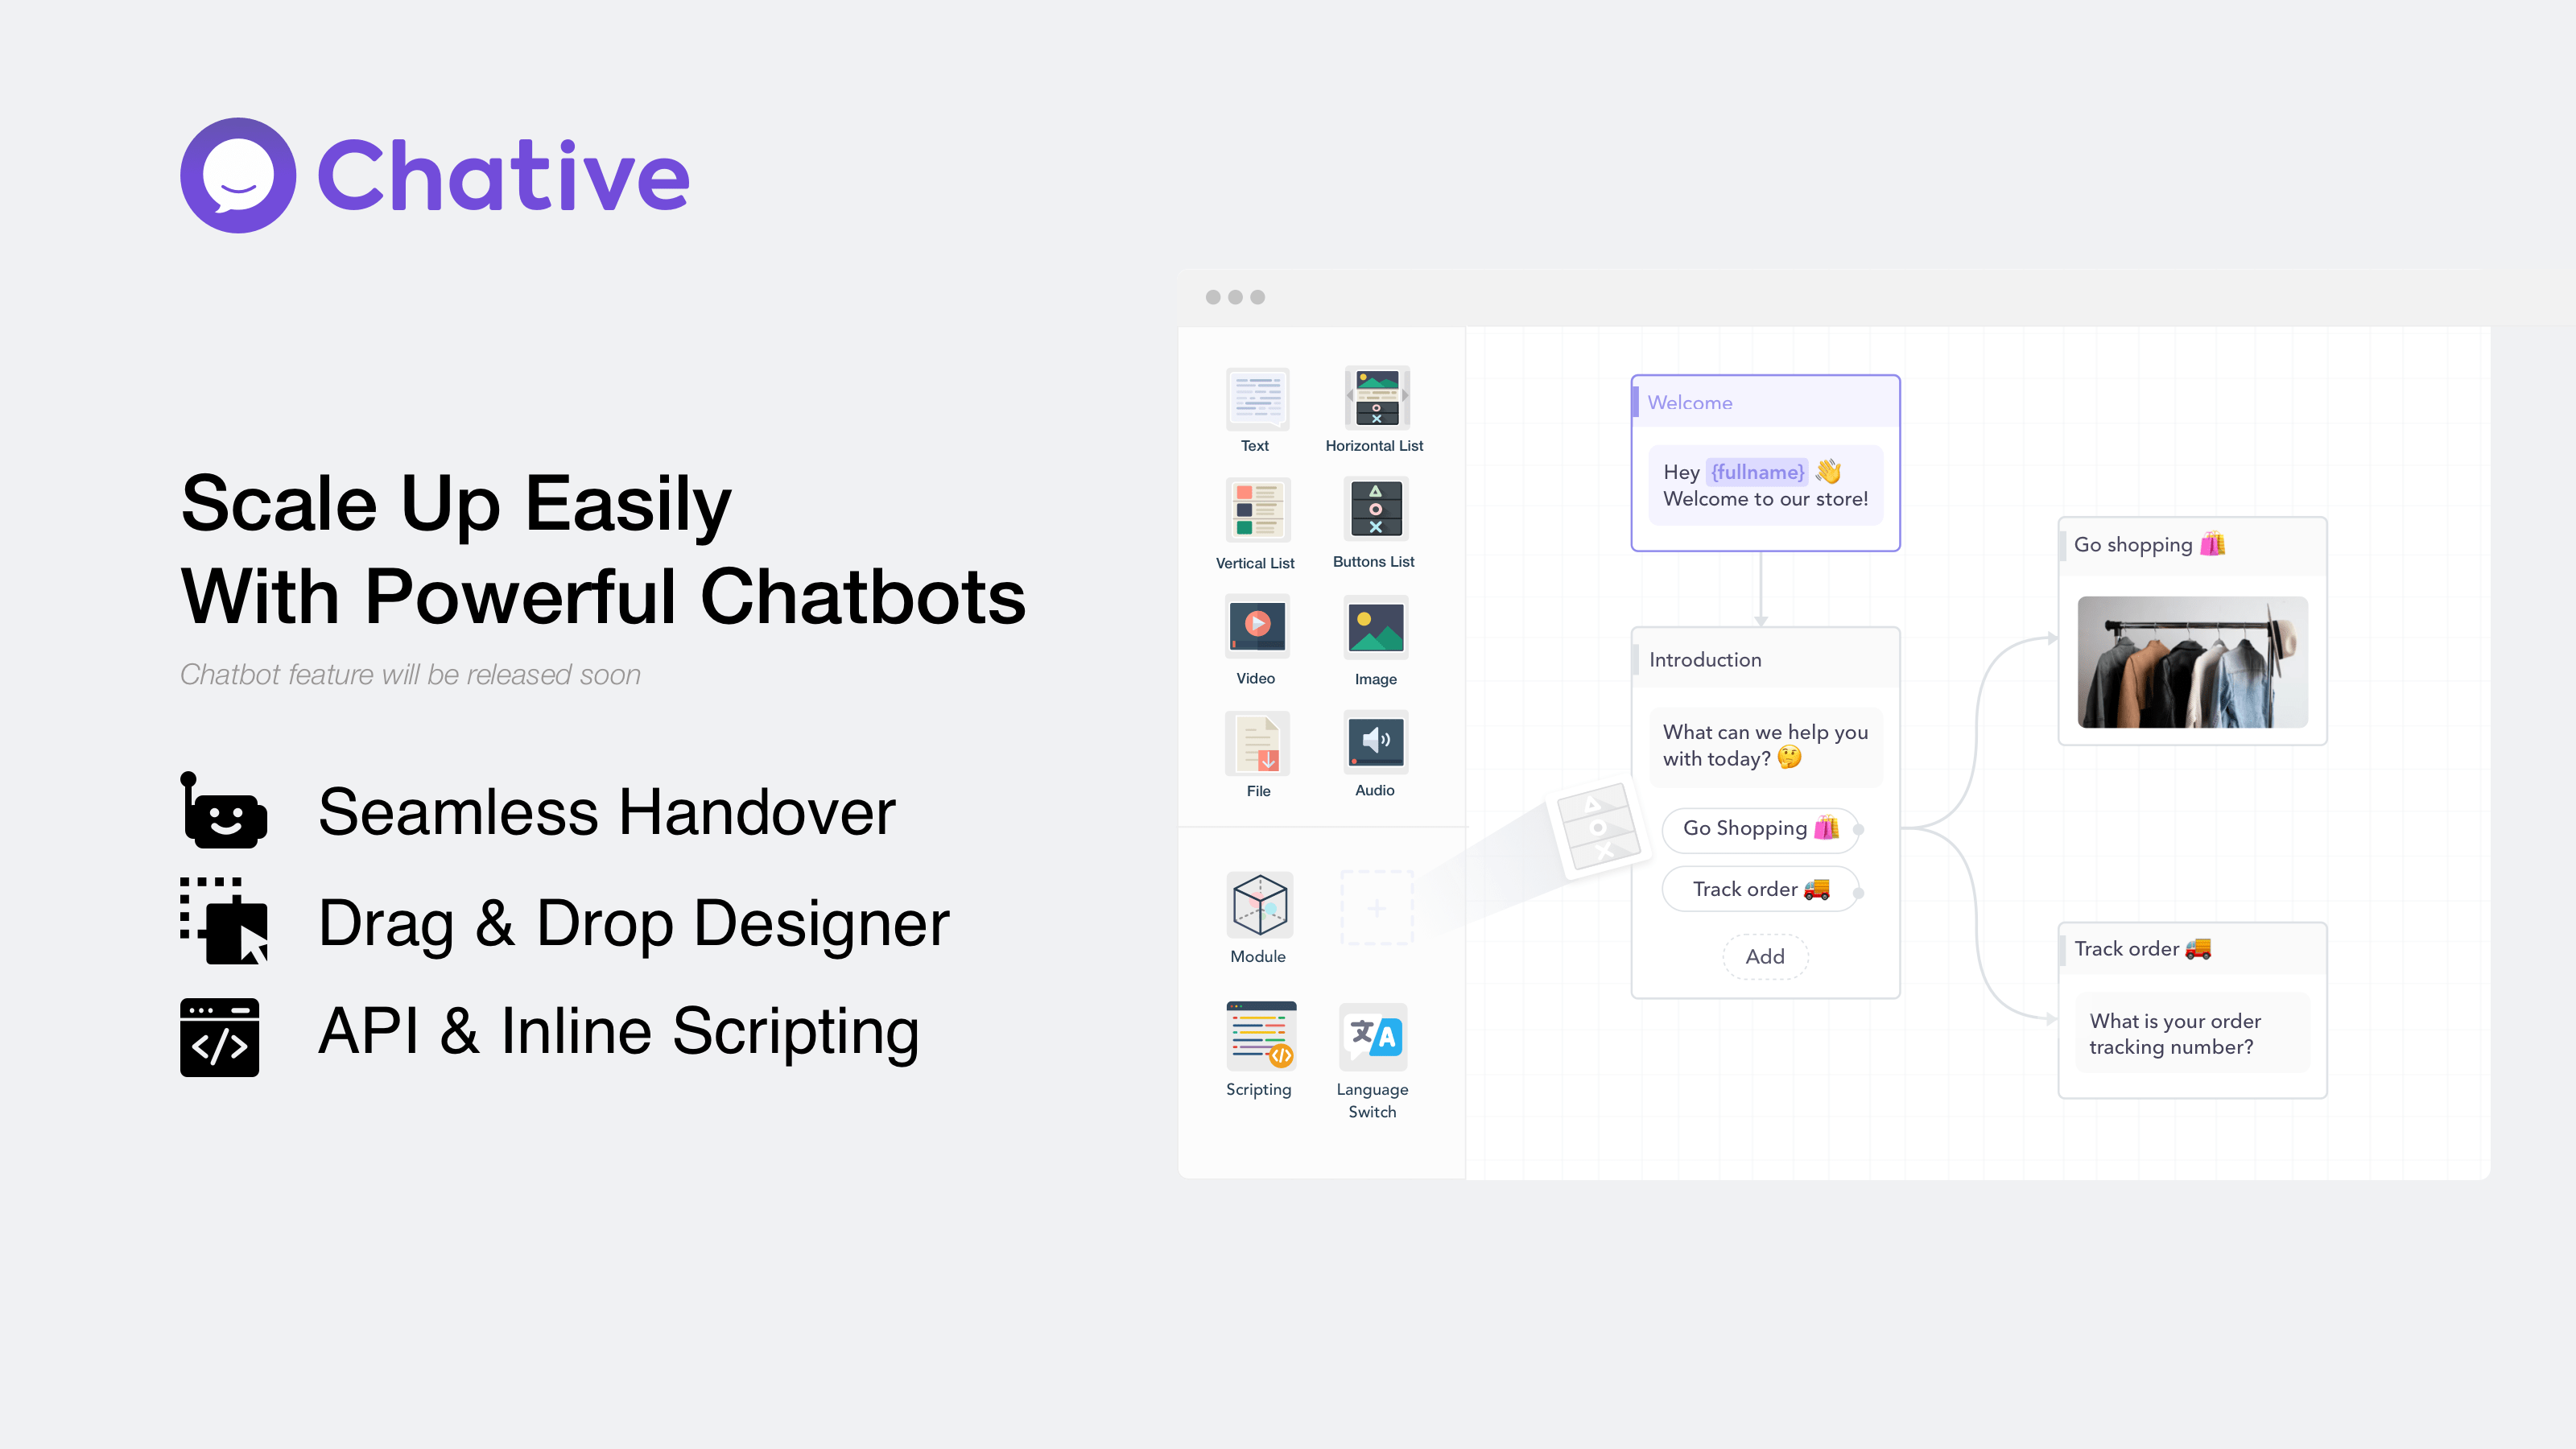 Chative
Scale Up Easily
With Powerful Chatbots
Chatbot feature will be released soon
Seamless Handover
Drag & Drop Designer
API & Inline Scripting
Text
Horizontal List
Vertical List
Buttons List
Video
Image
File
Audio
Module
Scripting
Language
Switch
Welcome
Hey {fullname} 👋
Welcome to our store!
Introduction
What can we help you
with today? 🤔
Go Shopping 🛍️
Track order 🚚
Add
Go shopping 🛍️
Track order 🚚
What is your order
tracking number?